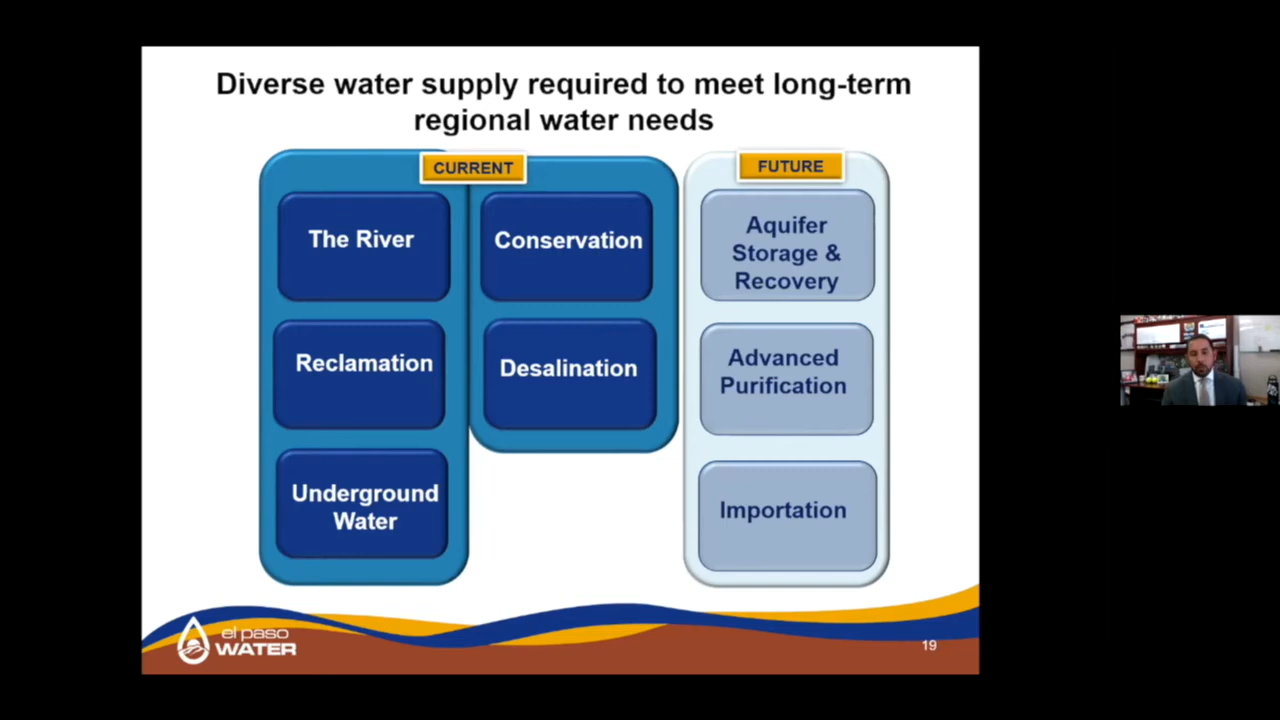 Diverse water supply required to meet long-term
regional water needs
CURRENT
The River
Conservation
Reclamation
Desalination
Underground
Water
FUTURE
Aquifer
Storage &
Recovery
Advanced
Purification
Importation
el paso
WATER
19